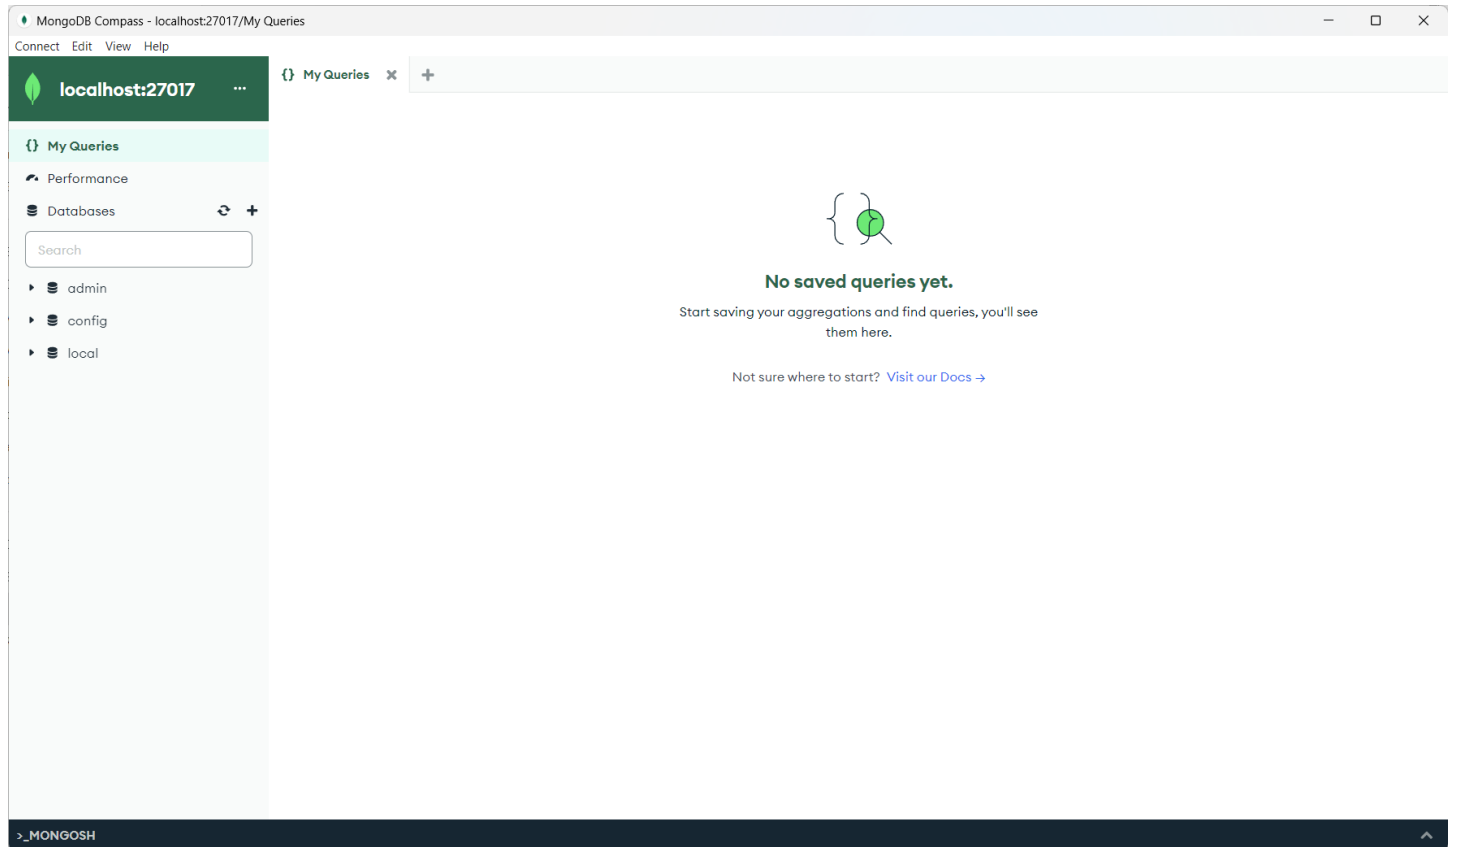 MongoDB Compass - localhost:27017/My Queries
Connect Edit View Help
localhost:27017 ...
{} My Queries
{} My Queries
Performance
Databases
Search
admin
config
local
No saved queries yet.
Start saving your aggregations and find queries, you'll see
them here.
Not sure where to start? Visit our Docs →
>_MONGOSH